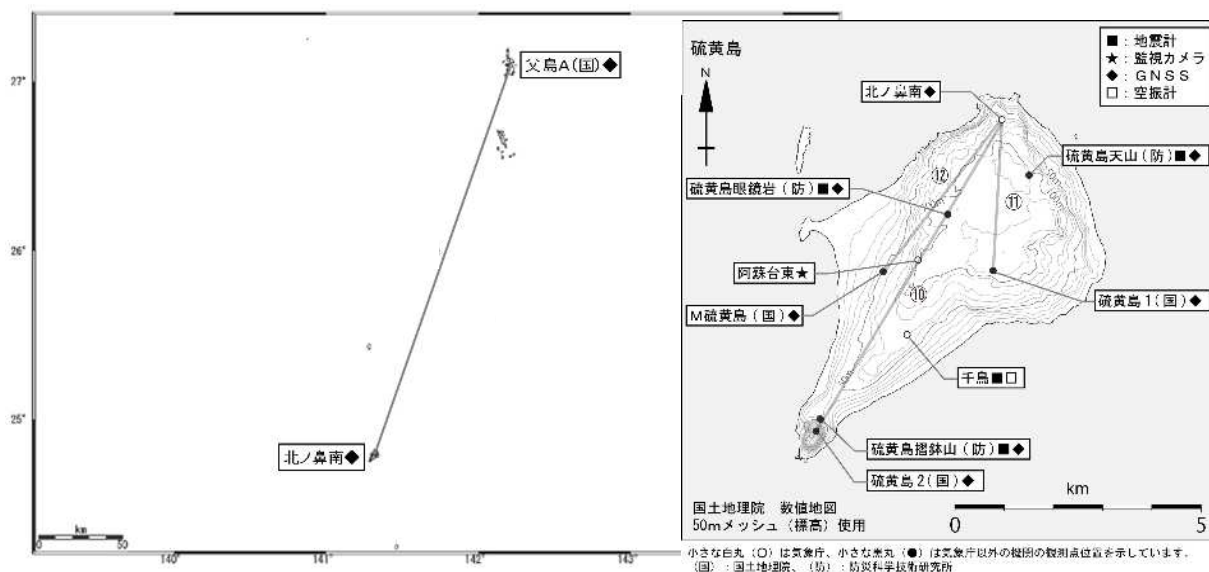 27°
26°
25°
140°
141°
142°
143°
km
0 50
父島A(国)◆
北ノ鼻南◆
硫黄島
N
■：地震計
★：監視カメラ
◆：GNSS
□：空振計
北ノ鼻南◆
硫黄島天山(防)■◆
⑫
硫黄島眼鏡岩(防)■◆
⑪
阿蘇台東★
⑩
硫黄島1(国)◆
M硫黄島(国)◆
千鳥■□
硫黄島摺鉢山(防)■◆
硫黄島2(国)◆
km
0 5
国土地理院 数値地図
50mメッシュ(標高)使用
小さな白丸(○)は気象庁、小さな黒丸(●)は気象庁以外の機関の観測点位置を示しています。
(国)：国土地理院、(防)：防災科学技術研究所